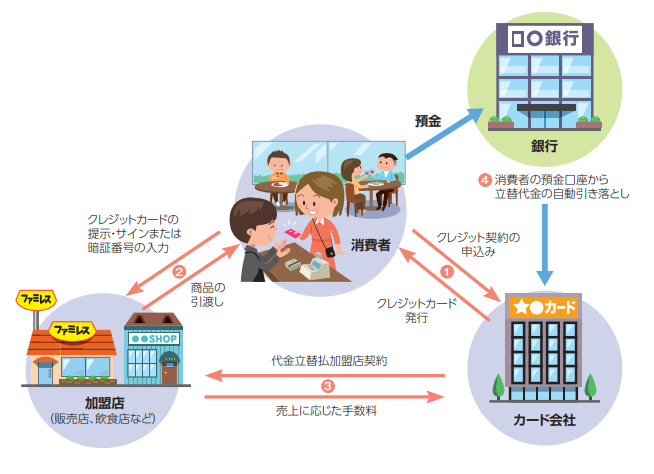 □○銀行
銀行
預金
❹ 消費者の預金口座から
立替代金の自動引き落とし
消費者
クレジットカードの
提示・サインまたは
暗証番号の入力
❷
商品の
引渡し
クレジット契約の
申込み
❶
クレジットカード
発行
ファミレス
ファミレス
●●SHOP
加盟店
(販売店、飲食店など)
代金立替払加盟店契約
❸
売上に応じた手数料
★●カード
カード会社